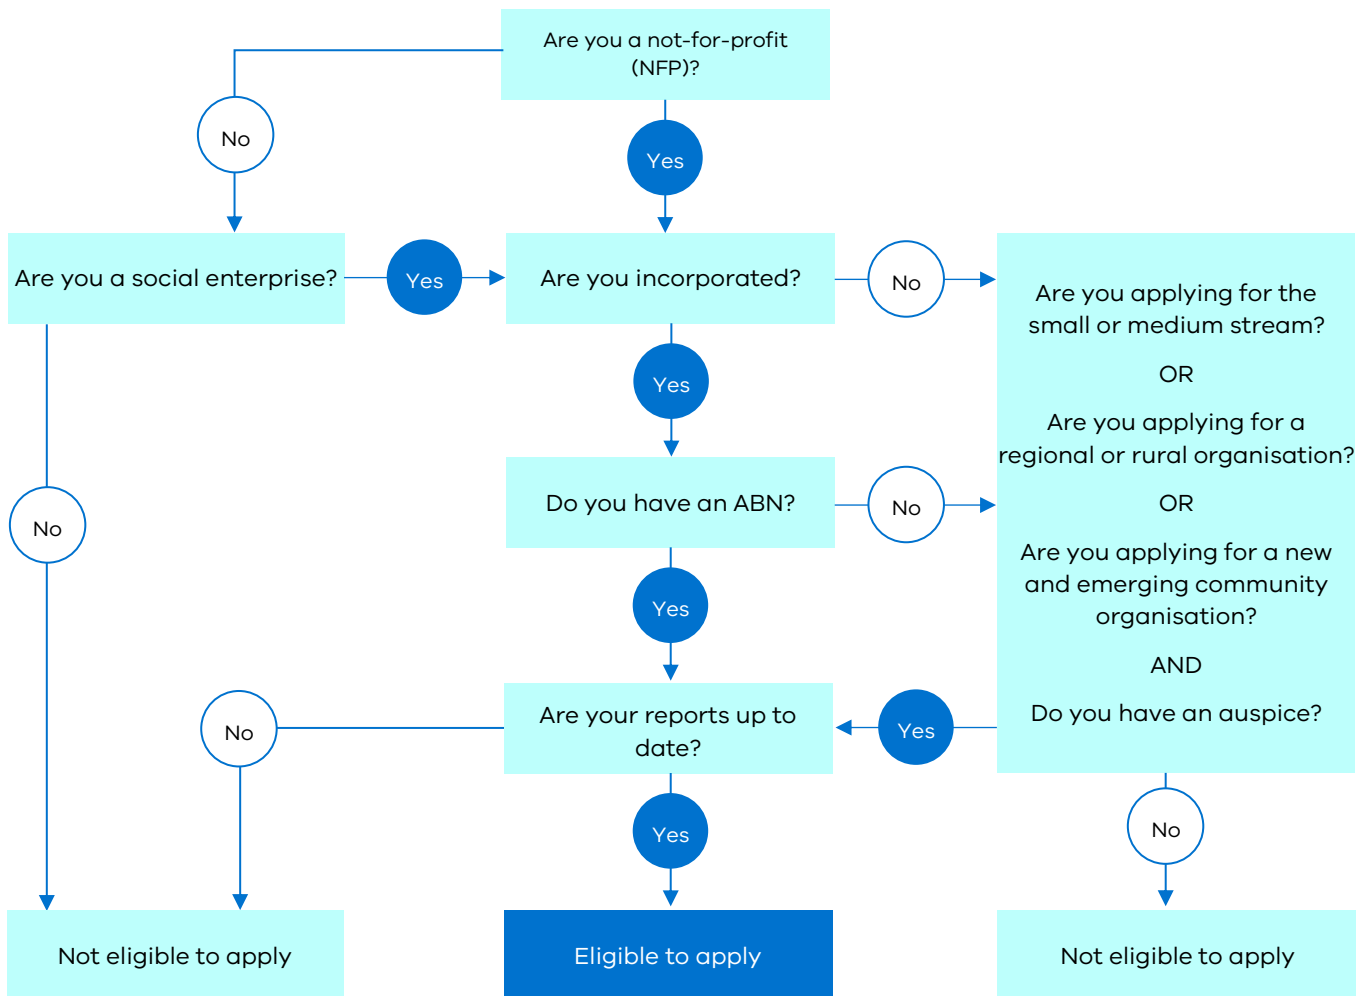 Are you a not-for-profit
(NFP)?
No
Yes
Are you a social enterprise?
Yes
Are you incorporated?
No
Are you applying for the
small or medium stream?
OR
Are you applying for a
regional or rural organisation?
OR
Are you applying for a new
and emerging community
organisation?
AND
Do you have an auspice?
Yes
Do you have an ABN?
No
No
Yes
Are your reports up to
date?
Yes
No
Yes
No
Not eligible to apply
Eligible to apply
Not eligible to apply